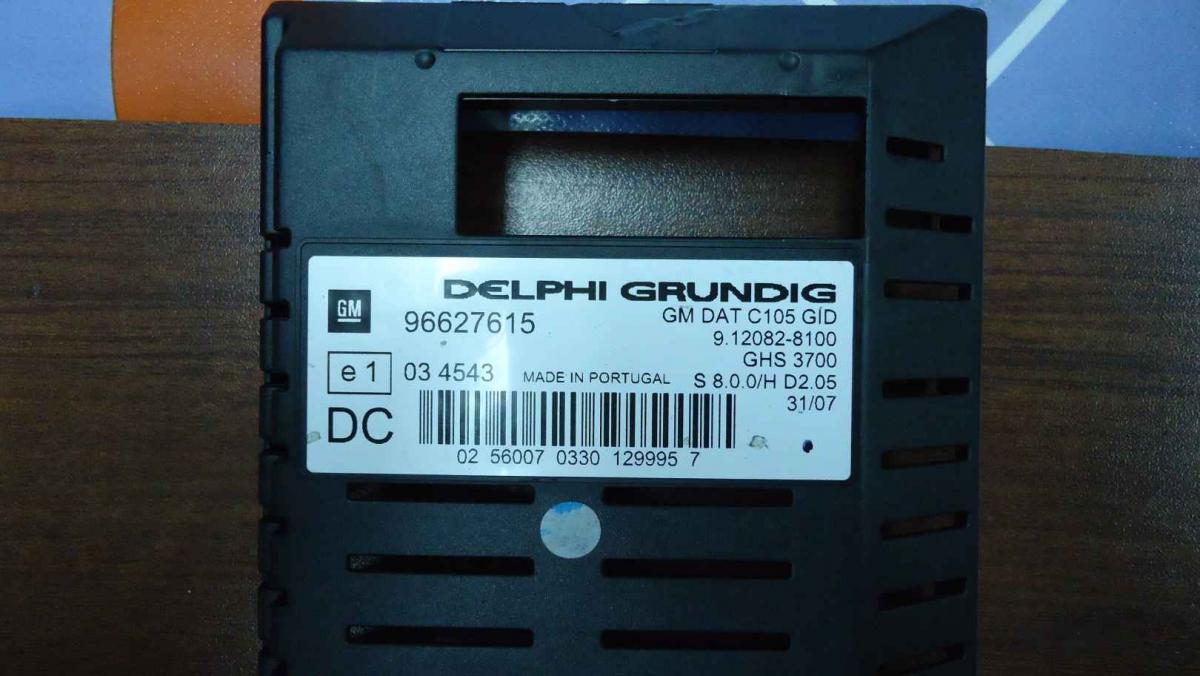 DELPHI GRUNDIG
GM
96627615
GM DAT C105 GID
9.12082-8100
GHS 3700
e 1
03 4543
MADE IN PORTUGAL
S 8.0.0/H D2.05
31/07
DC
02 56007 0330 129995 7